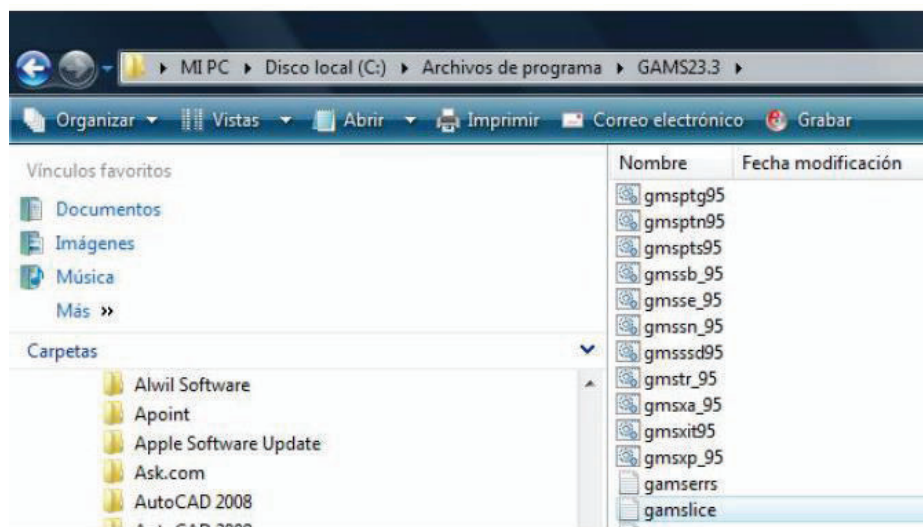 MI PC ▸ Disco local (C:) ▸ Archivos de programa ▸ GAMS23.3 ▸
Organizar Vistas Abrir Imprimir Correo electrónico Grabar
Vínculos favoritos
Documentos
Imágenes
Música
Más »
Carpetas
Alwil Software
Apoint
Apple Software Update
Ask.com
AutoCAD 2008
Nombre Fecha modificación
gmsptg95
gmsptn95
gmspts95
gmssb_95
gmsse_95
gmssn_95
gmsssd95
gmstr_95
gmsxa_95
gmsxit95
gmsxp_95
gamserrs
gamslice